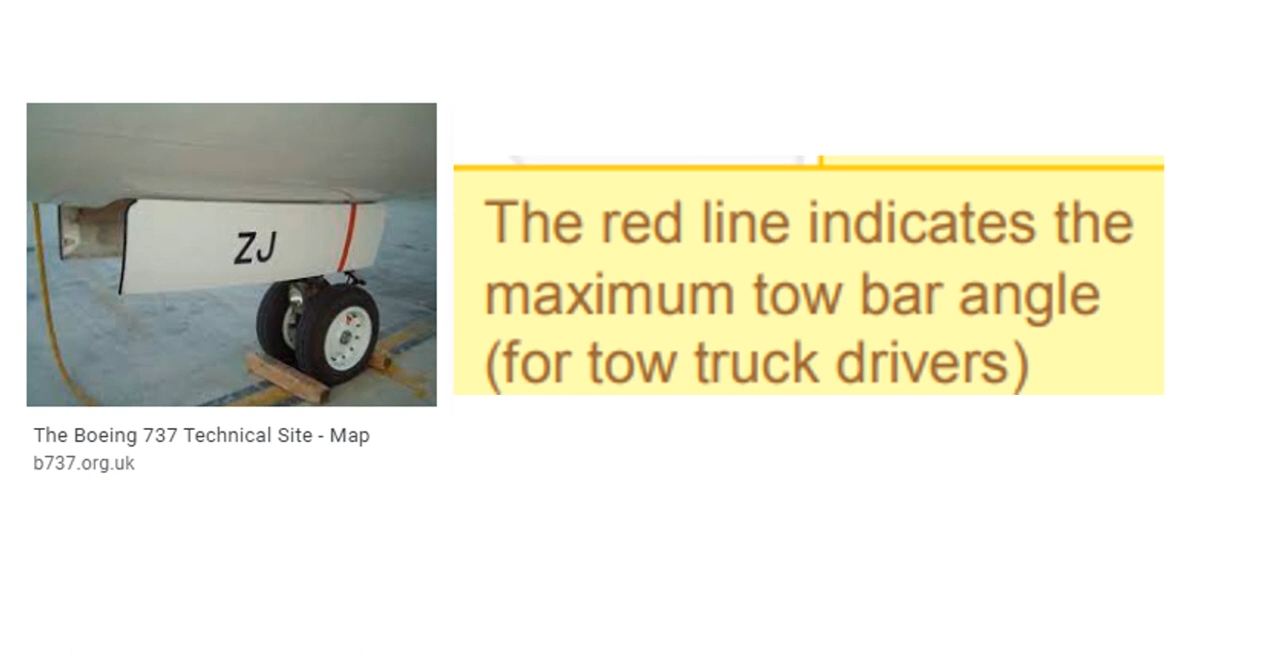 ZJ
The Boeing 737 Technical Site - Map
b737.org.uk
The red line indicates the
maximum tow bar angle
(for tow truck drivers)